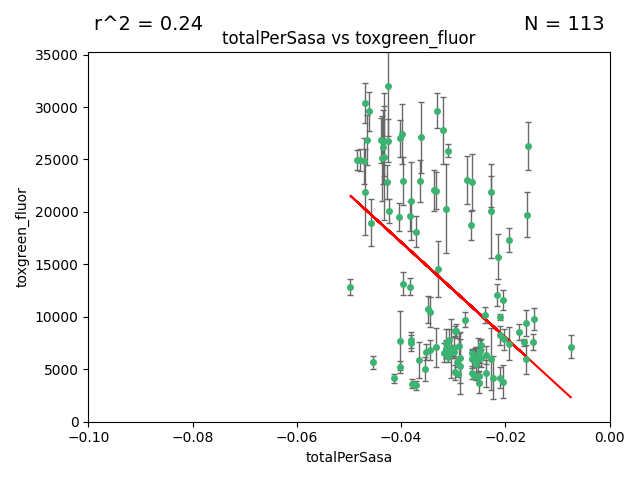 r^2 = 0.24
N = 113
totalPerSasa vs toxgreen_fluor
35000
30000
25000
20000
15000
10000
5000
0
toxgreen_fluor
−0.10
−0.08
−0.06
−0.04
−0.02
0.00
totalPerSasa